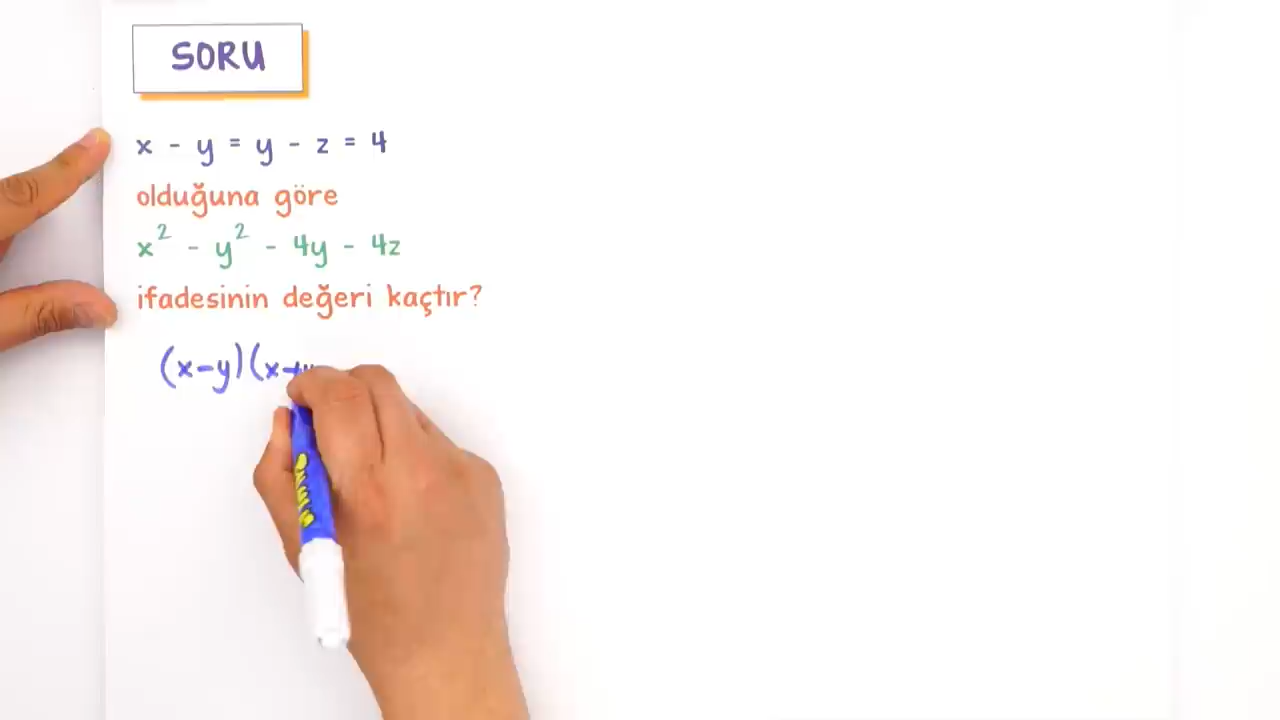 SORU
x - y = y - z = 4
olduğuna göre
x² - y² - 4y - 4z
ifadesinin değeri kaçtır?
(x-y)(x+y